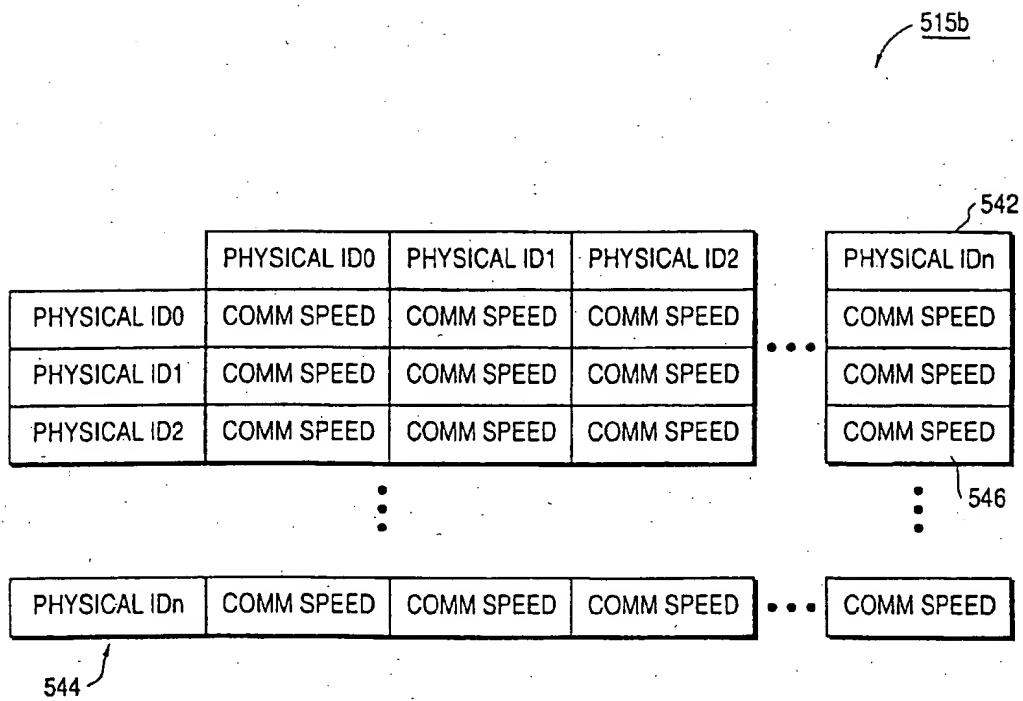 515b
542
PHYSICAL ID0 PHYSICAL ID1 PHYSICAL ID2 PHYSICAL IDn
PHYSICAL ID0 COMM SPEED COMM SPEED COMM SPEED COMM SPEED
PHYSICAL ID1 COMM SPEED COMM SPEED COMM SPEED ••• COMM SPEED
PHYSICAL ID2 COMM SPEED COMM SPEED COMM SPEED COMM SPEED
546
PHYSICAL IDn COMM SPEED COMM SPEED COMM SPEED ••• COMM SPEED
544